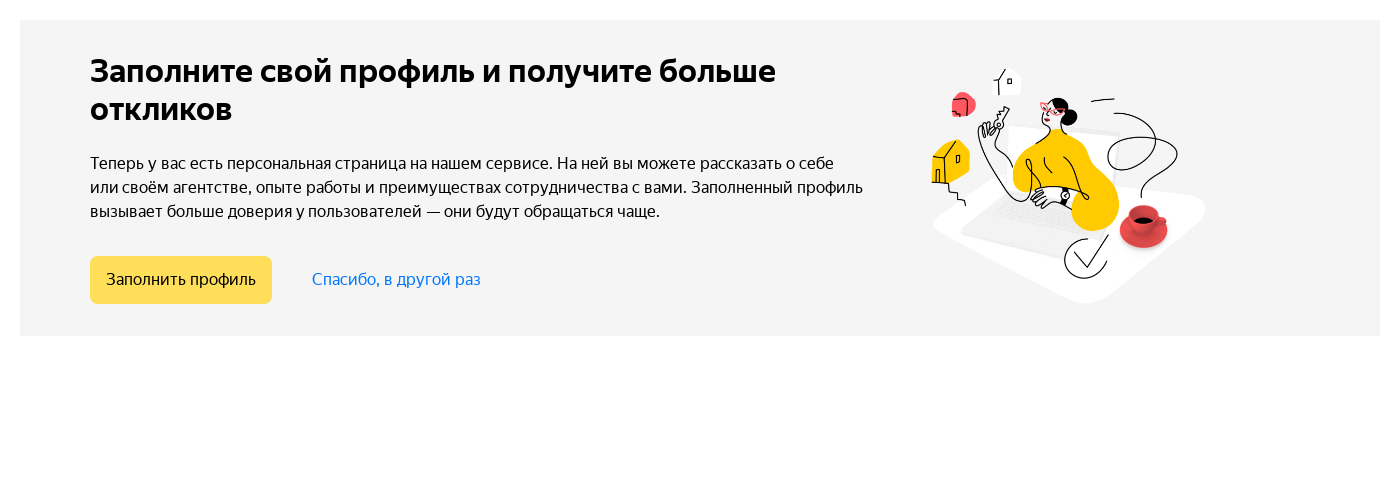 Заполните свой профиль и получите больше
откликов
Теперь у вас есть персональная страница на нашем сервисе. На ней вы можете рассказать о себе
или своём агентстве, опыте работы и преимуществах сотрудничества с вами. Заполненный профиль
вызывает больше доверия у пользователей — они будут обращаться чаще.
Заполнить профиль
Спасибо, в другой раз